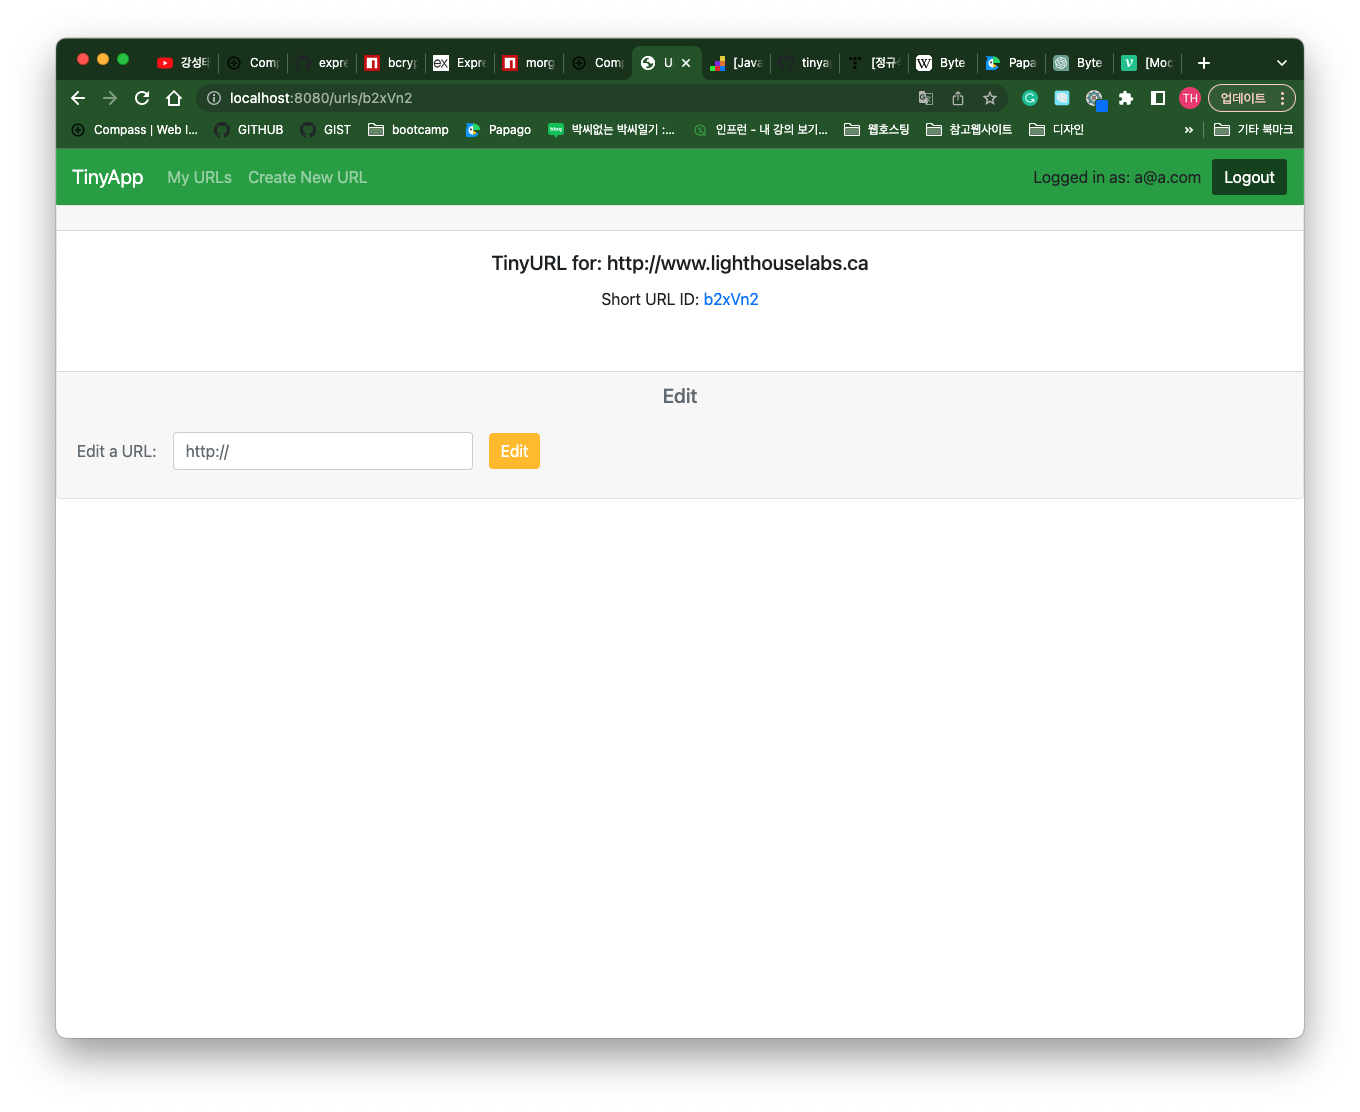 강성태 Comp expre bcryp Expre morg Comp U [Java tinya [정규식 Byte Papa Byte [Moc
localhost:8080/urls/b2xVn2 TH 업데이트
Compass | Web l... GITHUB GIST bootcamp Papago 박씨없는 박씨일기 :... 인프런 - 내 강의 보기... 웹호스팅 참고웹사이트 디자인 » 기타 북마크
TinyApp My URLs Create New URL Logged in as: a@a.com Logout
TinyURL for: http://www.lighthouselabs.ca
Short URL ID: b2xVn2
Edit
Edit a URL: http:// Edit